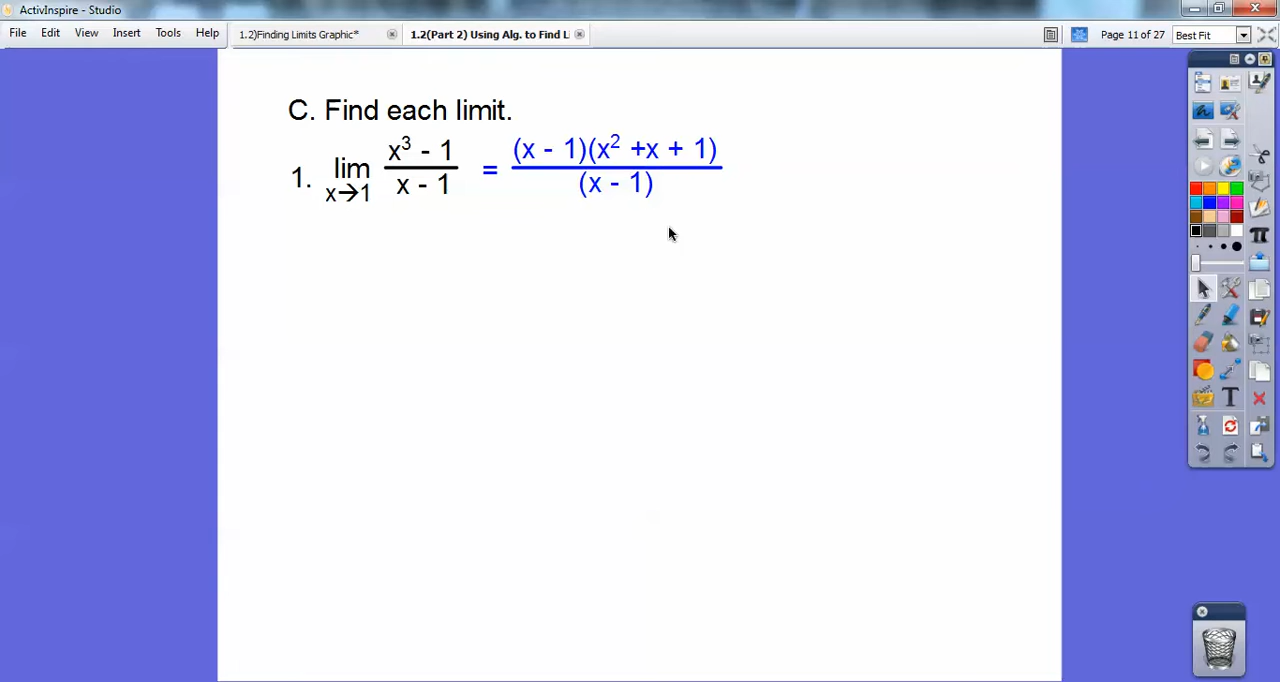 ActivInspire - Studio
File Edit View Insert Tools Help
1.2)Finding Limits Graphic*
1.2(Part 2) Using Alg. to Find Li
Page 11 of 27
Best Fit
C. Find each limit.
1. lim x→1 (x³ - 1)/(x - 1) = (x - 1)(x² +x + 1)/(x - 1)